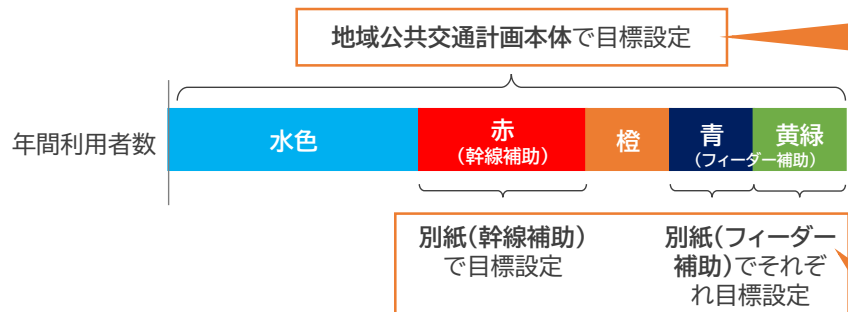 地域公共交通計画本体で目標設定
年間利用者数
水色
赤
(幹線補助)
橙
青
黄緑
(フィーダー補助)
別紙(幹線補助)
で目標設定
別紙(フィーダー
補助)でそれぞ
れ目標設定